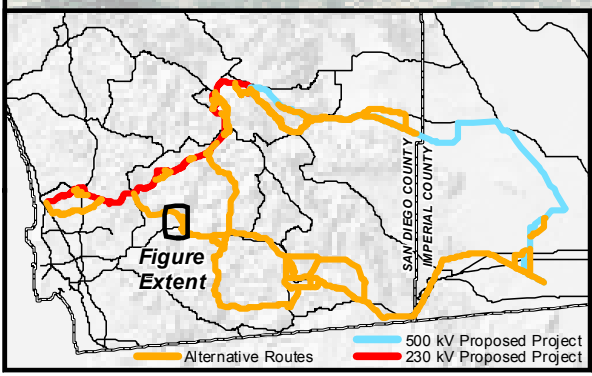 SAN DIEGO COUNTY
IMPERIAL COUNTY
Figure
Extent
500 kV Proposed Project
Alternative Routes
230 kV Proposed Project